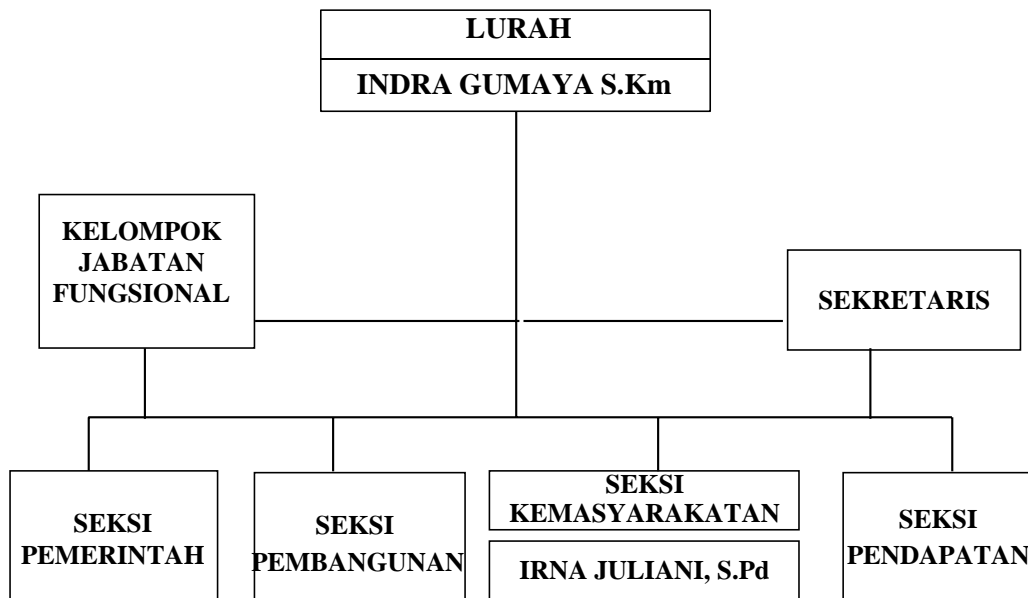 LURAH
INDRA GUMAYA S.Km
KELOMPOK
JABATAN
FUNGSIONAL
SEKRETARIS
SEKSI
PEMERINTAH
SEKSI
PEMBANGUNAN
SEKSI
KEMASYARAKATAN
IRNA JULIANI, S.Pd
SEKSI
PENDAPATAN